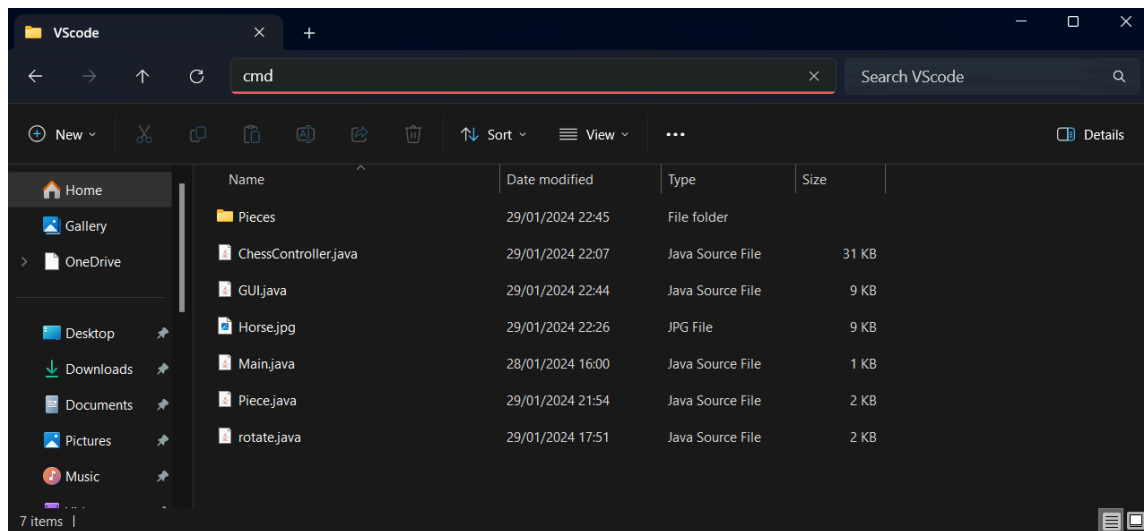 VScode
cmd
Search VScode
New
Sort
View
Details
Name Date modified Type Size
Home
Gallery
OneDrive
Desktop
Downloads
Documents
Pictures
Music
Pieces 29/01/2024 22:45 File folder
ChessController.java 29/01/2024 22:07 Java Source File 31 KB
GUI.java 29/01/2024 22:44 Java Source File 9 KB
Horse.jpg 29/01/2024 22:26 JPG File 9 KB
Main.java 28/01/2024 16:00 Java Source File 1 KB
Piece.java 29/01/2024 21:54 Java Source File 2 KB
rotate.java 29/01/2024 17:51 Java Source File 2 KB
7 items